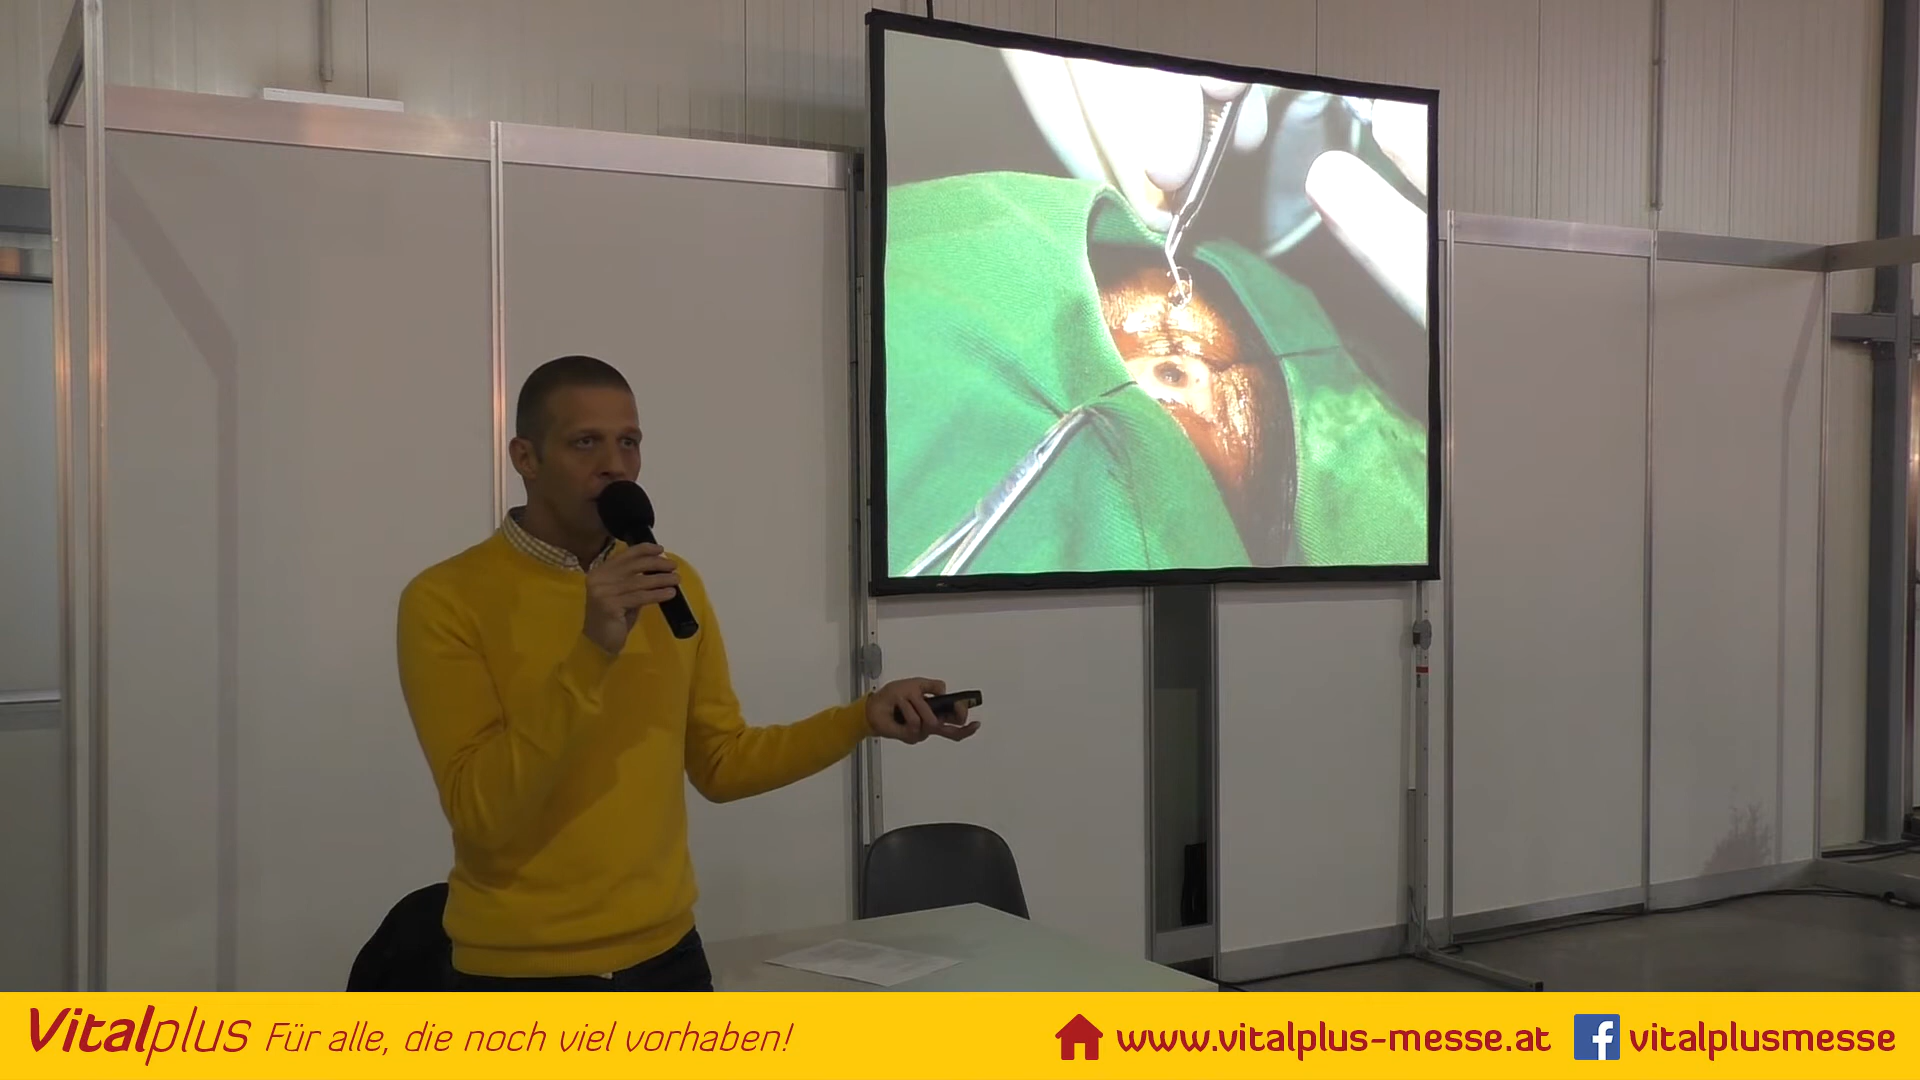 Vitalplus Für alle, die noch viel vorhaben!
www.vitalplus-messe.at
vitalplusmesse